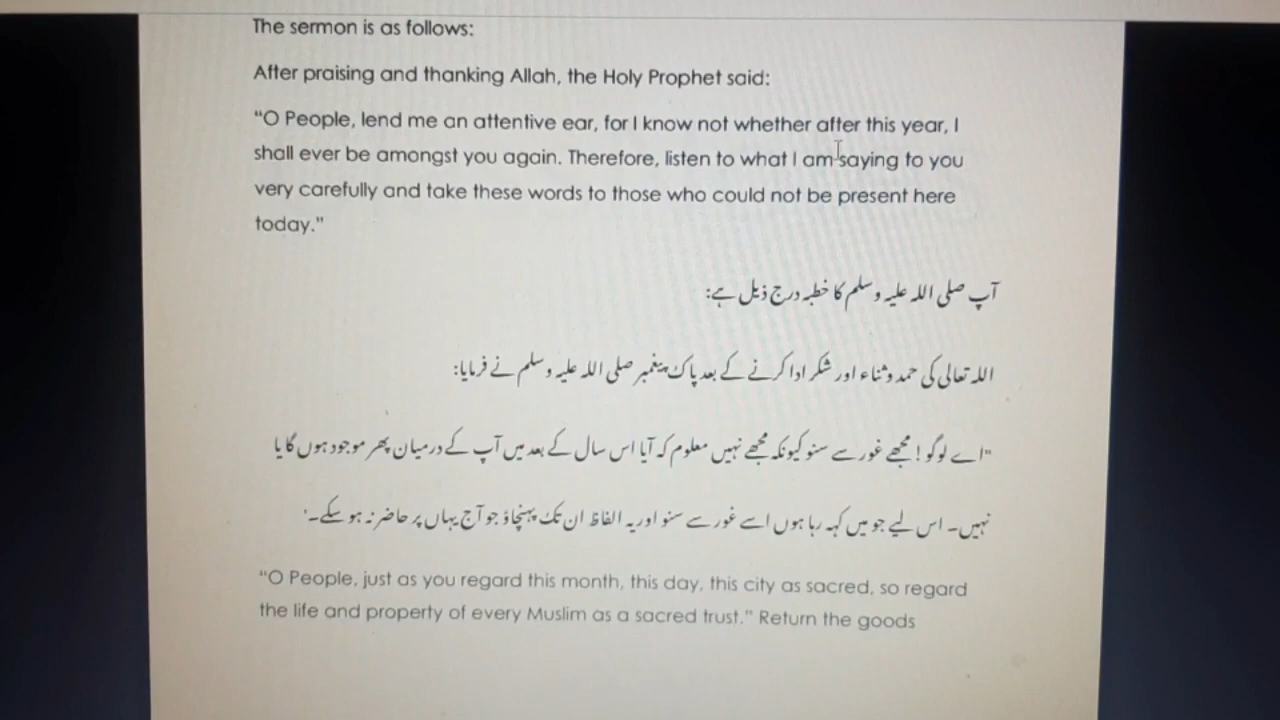 The sermon is as follows:
After praising and thanking Allah, the Holy Prophet said:
“O People, lend me an attentive ear, for I know not whether after this year, I
shall ever be amongst you again. Therefore, listen to what I am saying to you
very carefully and take these words to those who could not be present here
today."
آپ صلی اللہ علیہ وسلم کا خطبہ درج ذیل ہے:
اللہ تعالی کی حمد وثناء اور شکر ادا کرنے کے بعد پاک پیغمبر صلی اللہ علیہ وسلم نے فرمایا:
"اے لوگو! مجھے غور سے سنو کیونکہ مجھے نہیں معلوم کہ آیا اس سال کے بعد میں آپ کے درمیان پھر موجود ہوں گا یا
نہیں۔ اس لیے جو میں کہہ رہا ہوں اسے غور سے سنو اور یہ الفاظ ان تک پہنچاؤ جو آج یہاں پر حاضر نہ ہو سکے۔'
“O People, just as you regard this month, this day, this city as sacred, so regard
the life and property of every Muslim as a sacred trust." Return the goods